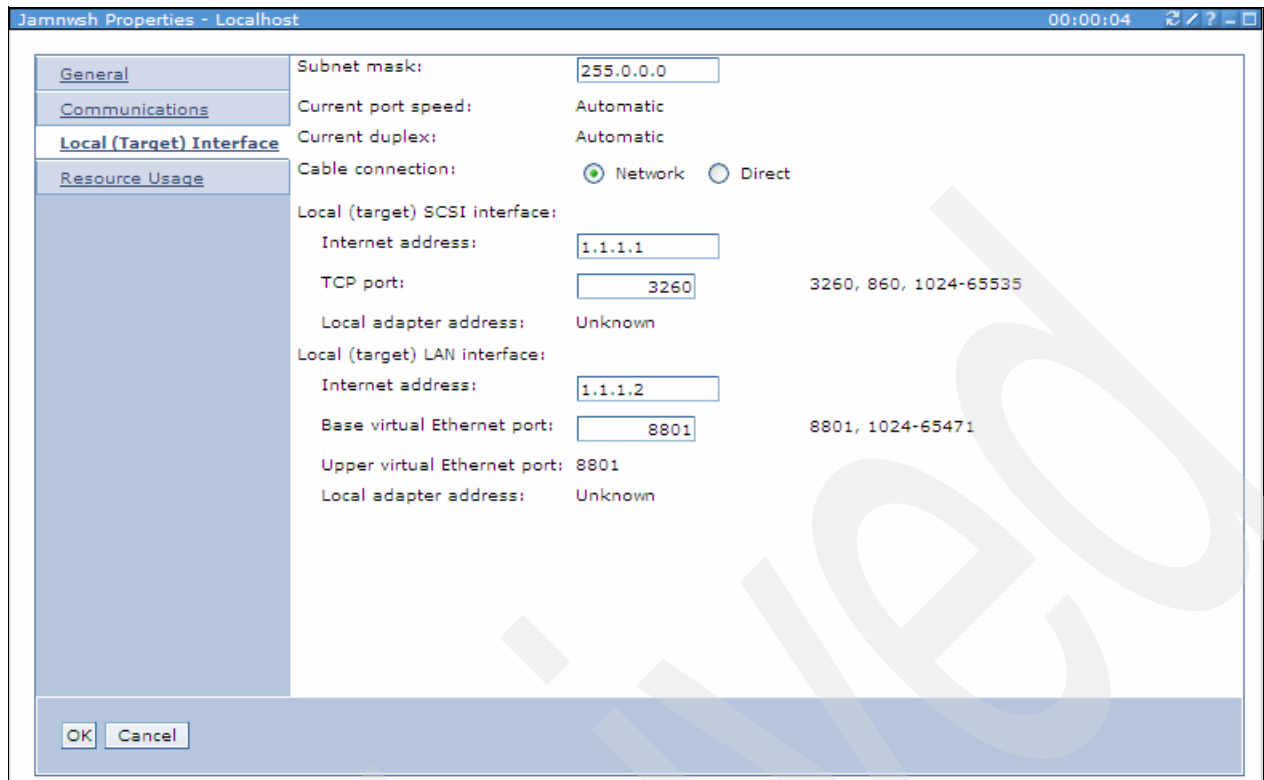 Jamnwsh Properties - Localhost 00:00:04 ?
General
Communications
Local (Target) Interface
Resource Usage
Subnet mask: 255.0.0.0
Current port speed: Automatic
Current duplex: Automatic
Cable connection: Network Direct
Local (target) SCSI interface:
Internet address: 1.1.1.1
TCP port: 3260 3260, 860, 1024-65535
Local adapter address: Unknown
Local (target) LAN interface:
Internet address: 1.1.1.2
Base virtual Ethernet port: 8801 8801, 1024-65471
Upper virtual Ethernet port: 8801
Local adapter address: Unknown
OK Cancel
ived